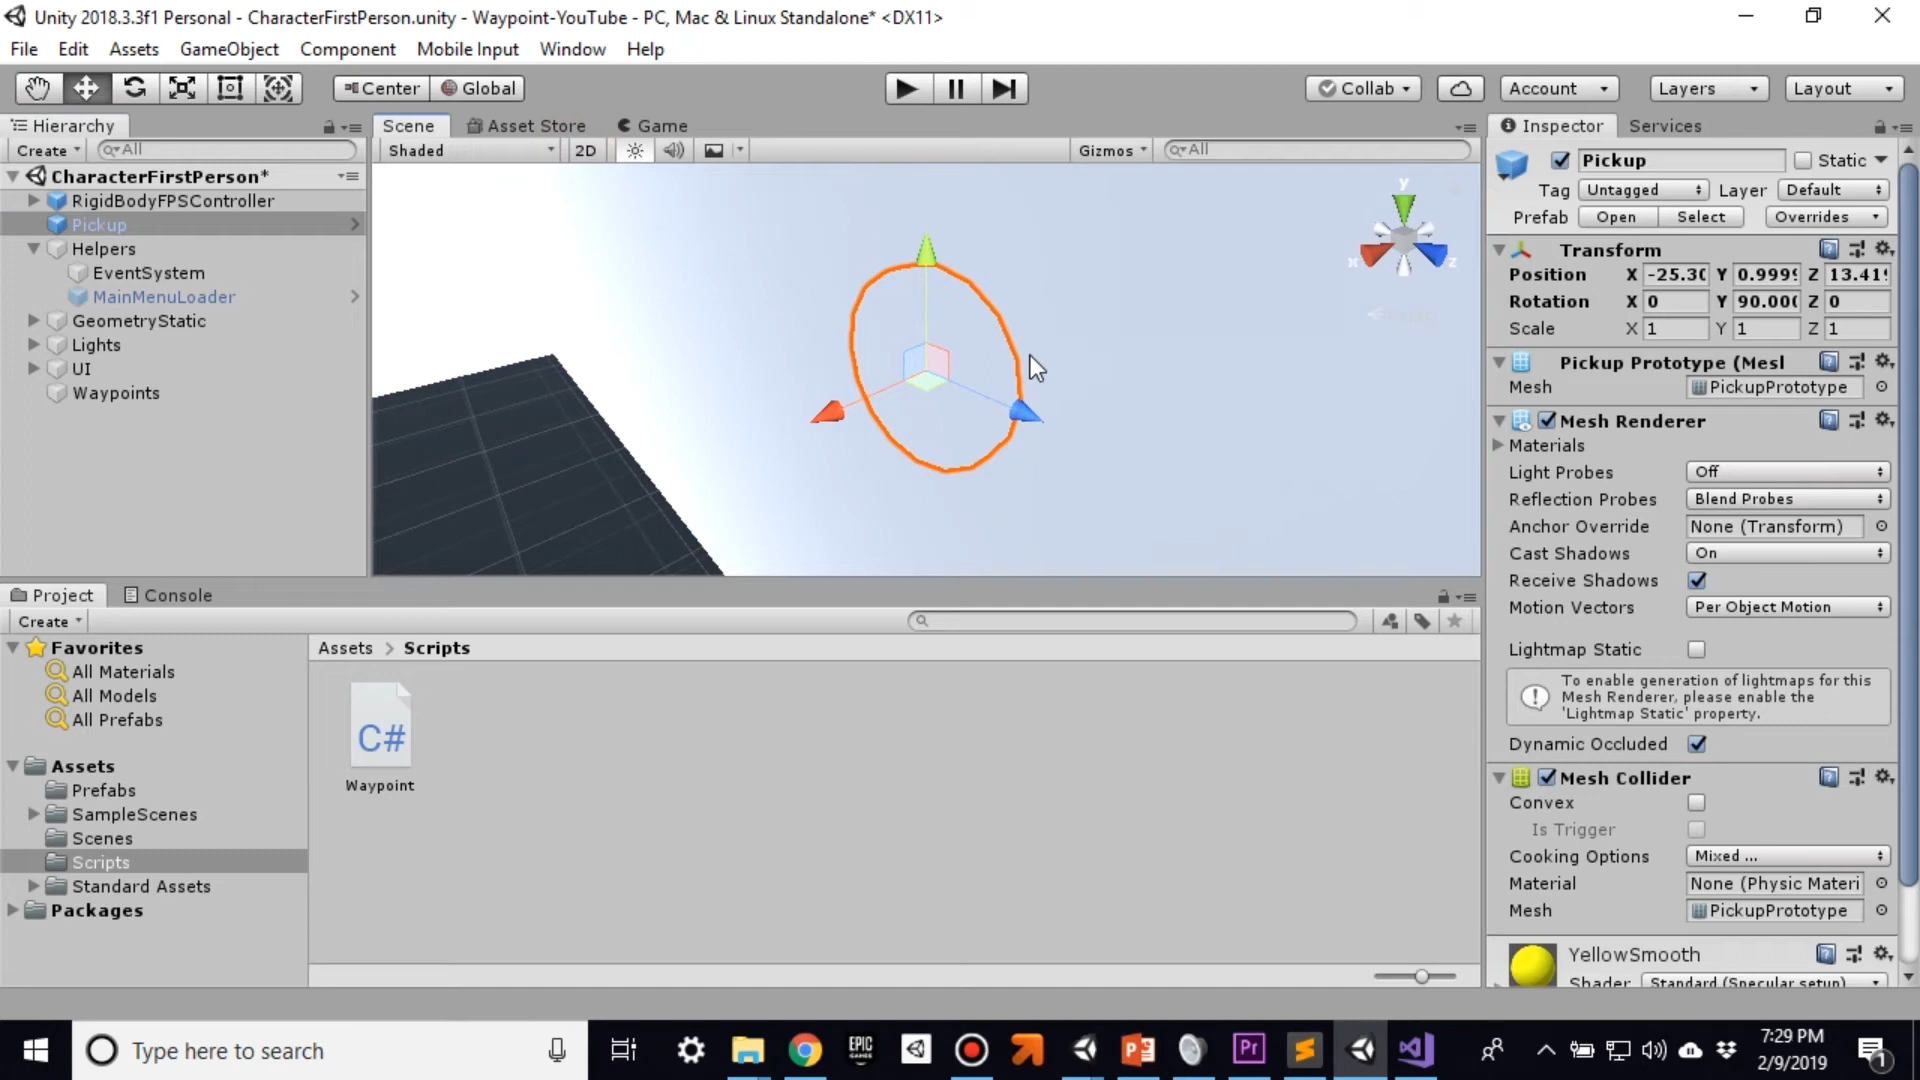 Unity 2018.3.3f1 Personal - CharacterFirstPerson.unity - Waypoint-YouTube - PC, Mac & Linux Standalone* <DX11>
File Edit Assets GameObject Component Mobile Input Window Help
Center Global Collab Account Layers Layout
Hierarchy
Create All
CharacterFirstPerson*
RigidBodyFPSController
Pickup
Helpers
EventSystem
MainMenuLoader
GeometryStatic
Lights
UI
Waypoints
Scene Asset Store Game
Shaded 2D Gizmos All
y
x z
Inspector Services
Pickup Static
Tag Untagged Layer Default
Prefab Open Select Overrides
Transform
Position X -25.30 Y 0.9999 Z 13.419
Rotation X 0 Y 90.000 Z 0
Scale X 1 Y 1 Z 1
Pickup Prototype (Mesl
Mesh PickupPrototype
Mesh Renderer
Materials
Light Probes Off
Reflection Probes Blend Probes
Anchor Override None (Transform)
Cast Shadows On
Receive Shadows
Motion Vectors Per Object Motion
Lightmap Static
To enable generation of lightmaps for this
Mesh Renderer, please enable the
'Lightmap Static' property.
Dynamic Occluded
Mesh Collider
Convex
Is Trigger
Cooking Options Mixed ...
Material None (Physic Materi
Mesh PickupPrototype
YellowSmooth
Shader Standard (Specular setup)
Project Console
Create
Favorites
All Materials
All Models
All Prefabs
Assets
Prefabs
SampleScenes
Scenes
Scripts
Standard Assets
Packages
Assets > Scripts
C#
Waypoint
Type here to search
EPIC
GAMES
Pr
S
7:29 PM
2/9/2019
1